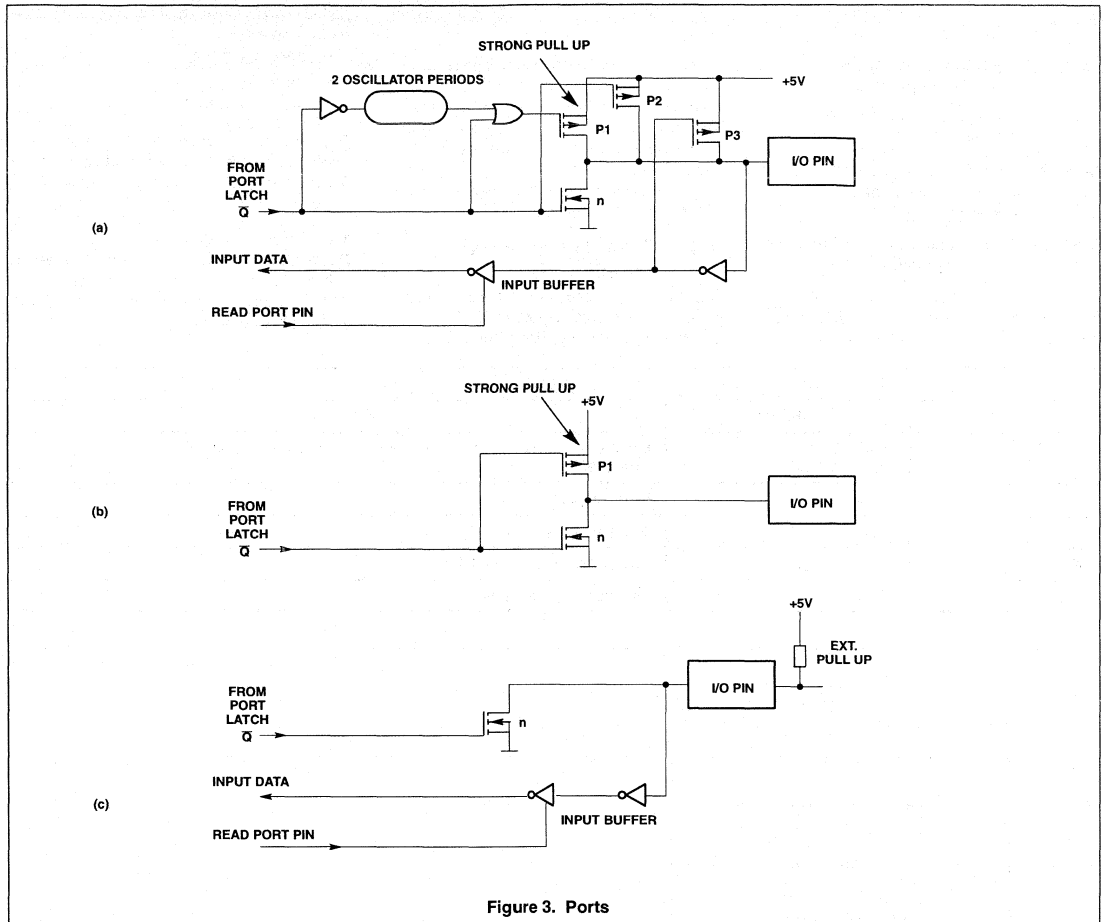 STRONG PULL UP
2 OSCILLATOR PERIODS
+5V
P2
P1
P3
I/O PIN
FROM
PORT
LATCH
Q̅
n
(a)
INPUT DATA
INPUT BUFFER
READ PORT PIN
STRONG PULL UP
+5V
P1
I/O PIN
(b)
FROM
PORT
LATCH
Q̅
n
+5V
EXT.
PULL UP
I/O PIN
FROM
PORT
LATCH
Q̅
n
INPUT DATA
(c)
INPUT BUFFER
READ PORT PIN
Figure 3. Ports